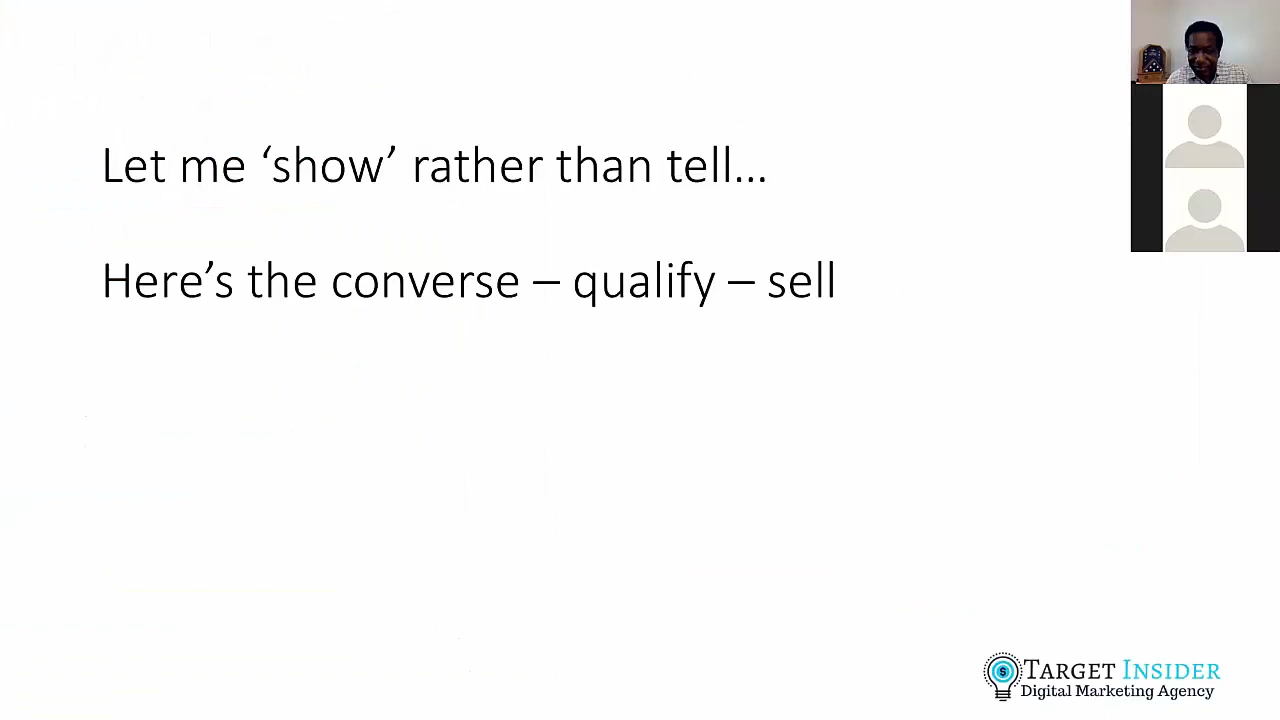 Let me ‘show’ rather than tell…
Here’s the converse – qualify – sell
TARGET INSIDER
Digital Marketing Agency